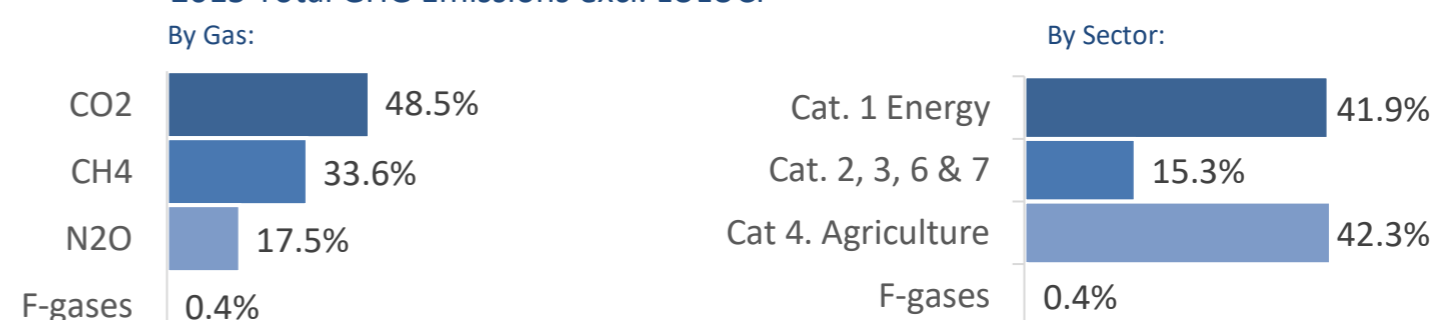 By Gas:
CO2 48.5%
CH4 33.6%
N2O 17.5%
F-gases 0.4%
By Sector:
Cat. 1 Energy 41.9%
Cat. 2, 3, 6 & 7 15.3%
Cat 4. Agriculture 42.3%
F-gases 0.4%